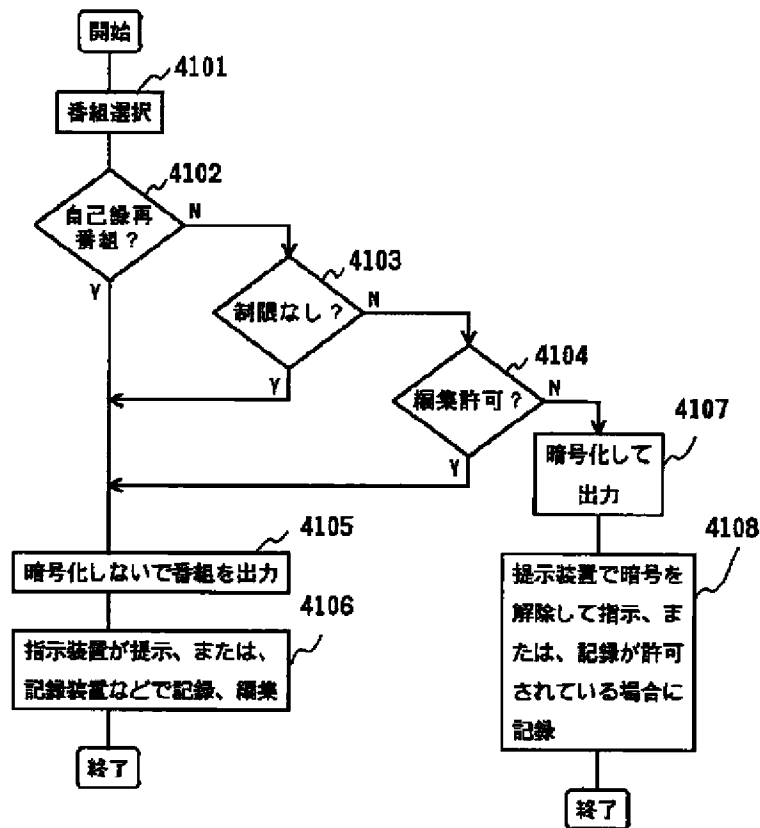 開始
4101
番組選択
4102
自己録再
番組？
N
Y
4103
制限なし？
N
Y
4104
編集許可？
N
Y
4107
暗号化して
出力
4105
暗号化しないで番組を出力
4108
提示装置で暗号を
解除して指示、ま
たは、記録が許可
されている場合に
記録
4106
指示装置が提示、または、
記録装置などで記録、編集
終了
終了